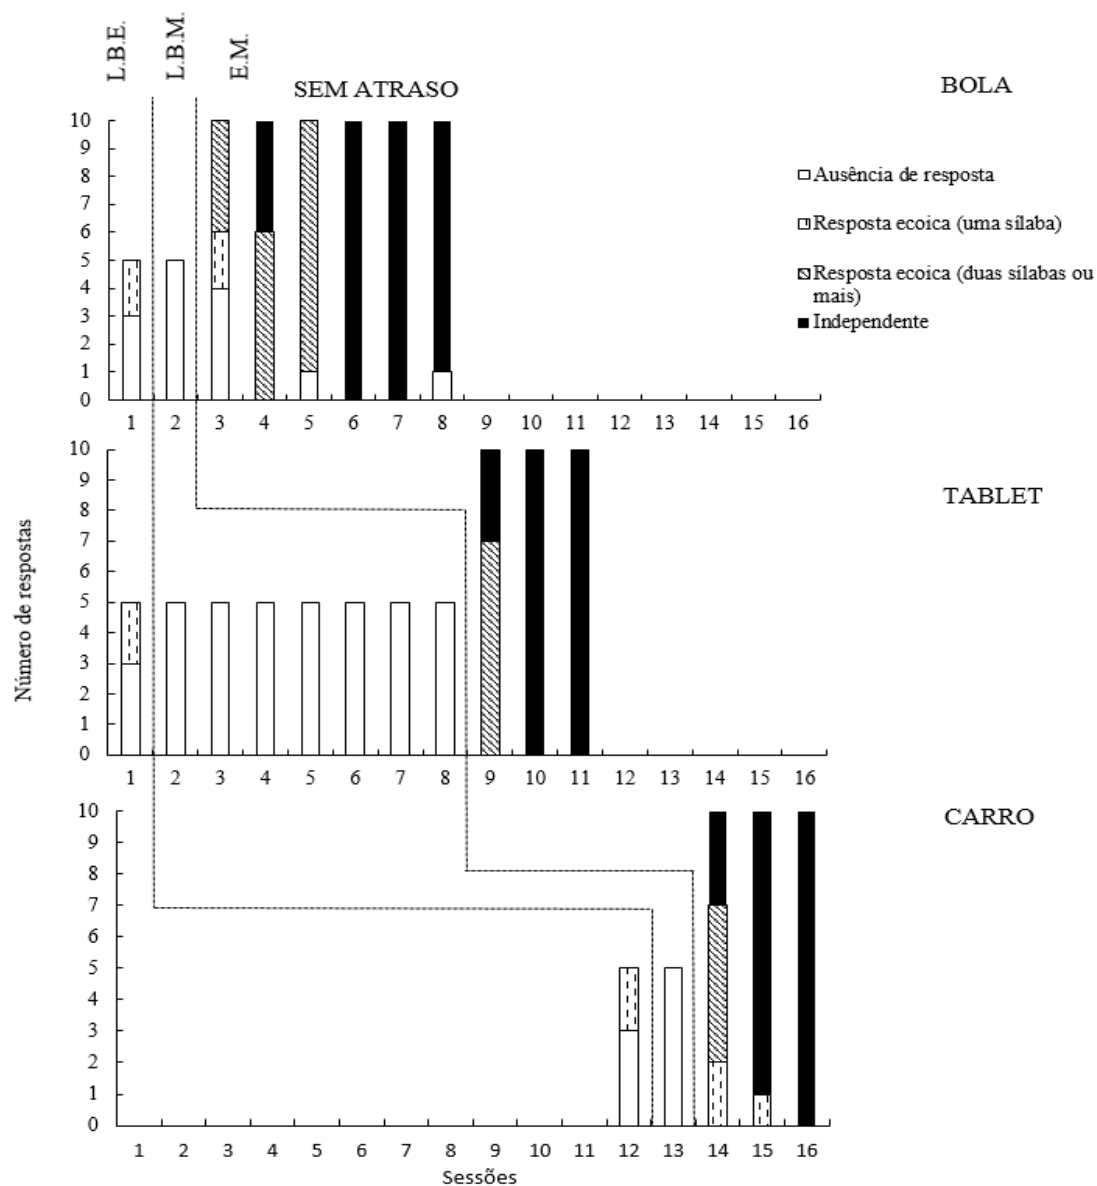 L.B.E.
L.B.M.
E.M.
SEM ATRASO
BOLA
10
9
8
7
6
5
4
3
2
1
0
1 2 3 4 5 6 7 8 9 10 11 12 13 14 15 16
Ausência de resposta
Resposta ecoica (uma sílaba)
Resposta ecoica (duas sílabas ou
mais)
Independente
Número de respostas
TABLET
10
9
8
7
6
5
4
3
2
1
0
1 2 3 4 5 6 7 8 9 10 11 12 13 14 15 16
CARRO
10
9
8
7
6
5
4
3
2
1
0
1 2 3 4 5 6 7 8 9 10 11 12 13 14 15 16
Sessões